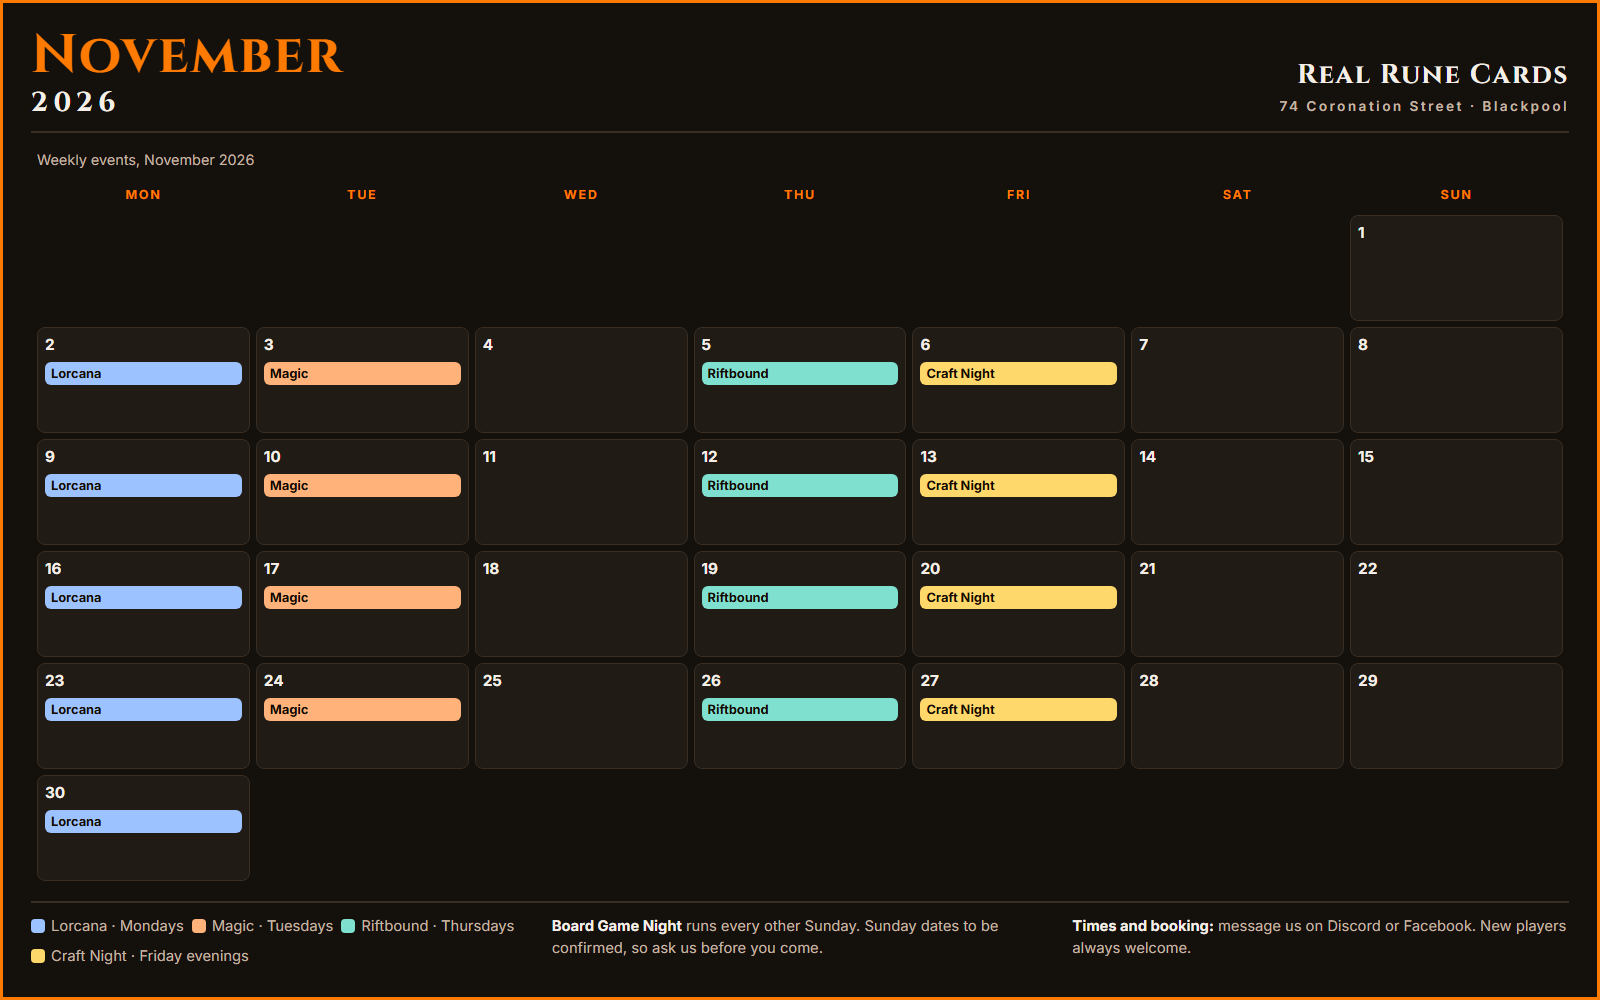 November
2026
Real Rune Cards
74 Coronation Street · Blackpool
Weekly events, November 2026
MON TUE WED THU FRI SAT SUN
1
2 3 4 5 6 7 8
Lorcana Magic Riftbound Craft Night
9 10 11 12 13 14 15
Lorcana Magic Riftbound Craft Night
16 17 18 19 20 21 22
Lorcana Magic Riftbound Craft Night
23 24 25 26 27 28 29
Lorcana Magic Riftbound Craft Night
30
Lorcana
Lorcana · Mondays Magic · Tuesdays Riftbound · Thursdays
Craft Night · Friday evenings
Board Game Night runs every other Sunday. Sunday dates to be
confirmed, so ask us before you come.
Times and booking: message us on Discord or Facebook. New players
always welcome.